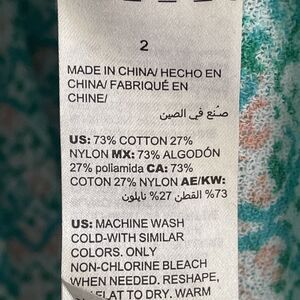 2
MADE IN CHINA/ HECHO EN
CHINA/ FABRIQUÉ EN
CHINE/
صنع في الصين
US: 73% COTTON 27%
NYLON MX: 73% ALGODÓN
27% poliamida CA: 73%
COTON 27% NYLON AE/KW:
73% القطن 27% نايلون
US: MACHINE WASH
COLD-WITH SIMILAR
COLORS. ONLY
NON-CHLORINE BLEACH
WHEN NEEDED. RESHAPE,
FLAT TO DRY. WARM